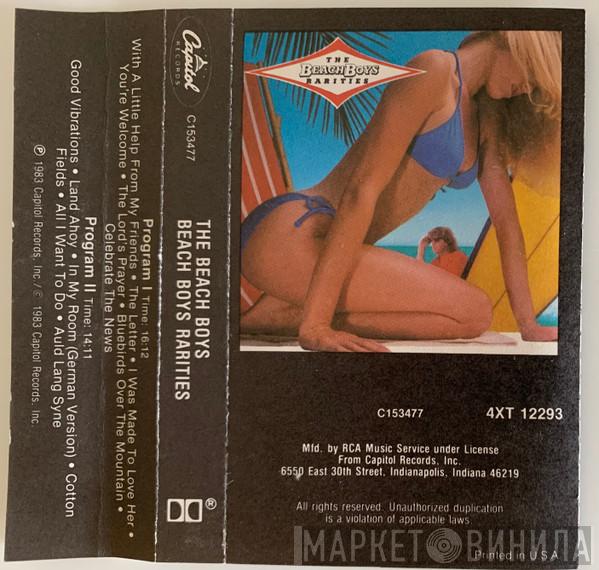 THE
BEACH BOYS
RARITIES
C153477
4XT 12293
Mfd. by RCA Music Service under License
From Capitol Records, Inc.
6550 East 30th Street, Indianapolis, Indiana 46219
All rights reserved. Unauthorized duplication
is a violation of applicable laws
Printed in U.S.A.
Capitol
RECORDS
C153477
THE BEACH BOYS
BEACH BOYS RARITIES
Program I Time: 16:12
With A Little Help From My Friends • The Letter • I Was Made To Love Her •
You're Welcome • The Lord's Prayer • Bluebirds Over The Mountain •
Celebrate The News
Program II Time: 14:11
Good Vibrations • Land Ahoy • In My Room (German Version) • Cotton
Fields • All I Want To Do • Auld Lang Syne
℗ 1983 Capitol Records, Inc. / © 1983 Capitol Records, Inc.
МАРКЕТ ВИНИЛА